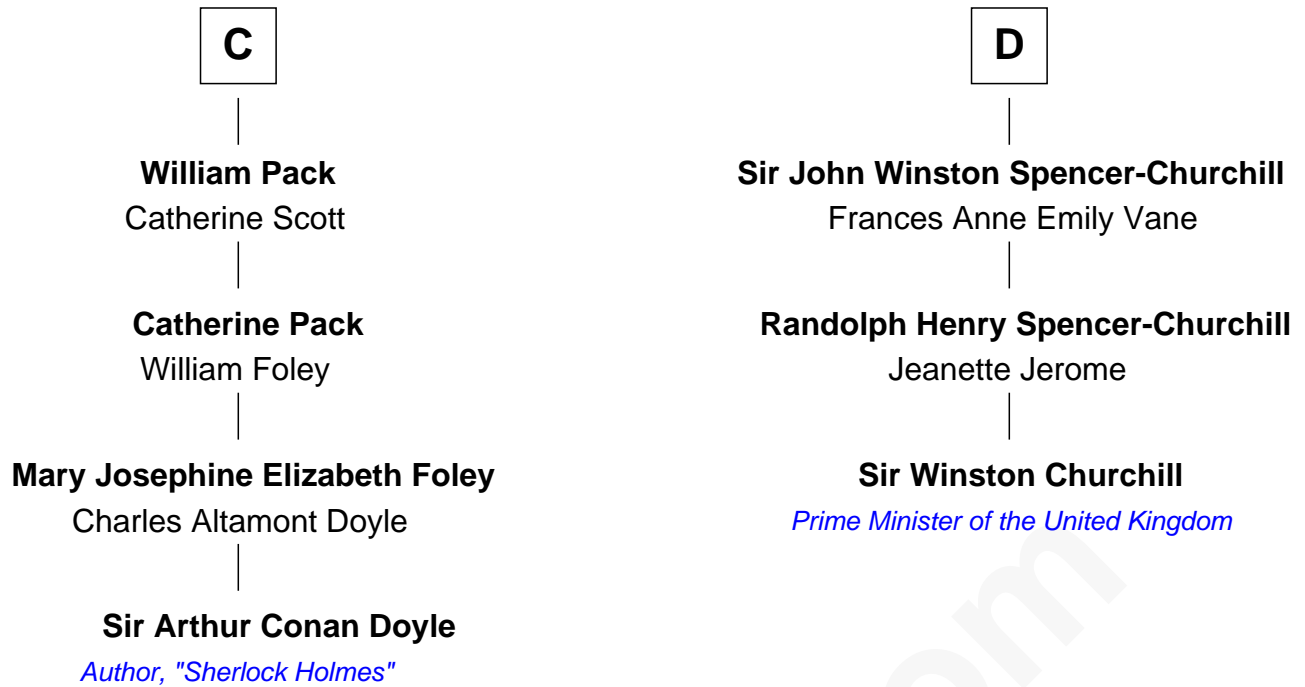 C
William Pack
Catherine Scott
Catherine Pack
William Foley
Mary Josephine Elizabeth Foley
Charles Altamont Doyle
Sir Arthur Conan Doyle
Author, "Sherlock Holmes"
D
Sir John Winston Spencer-Churchill
Frances Anne Emily Vane
Randolph Henry Spencer-Churchill
Jeanette Jerome
Sir Winston Churchill
Prime Minister of the United Kingdom
om